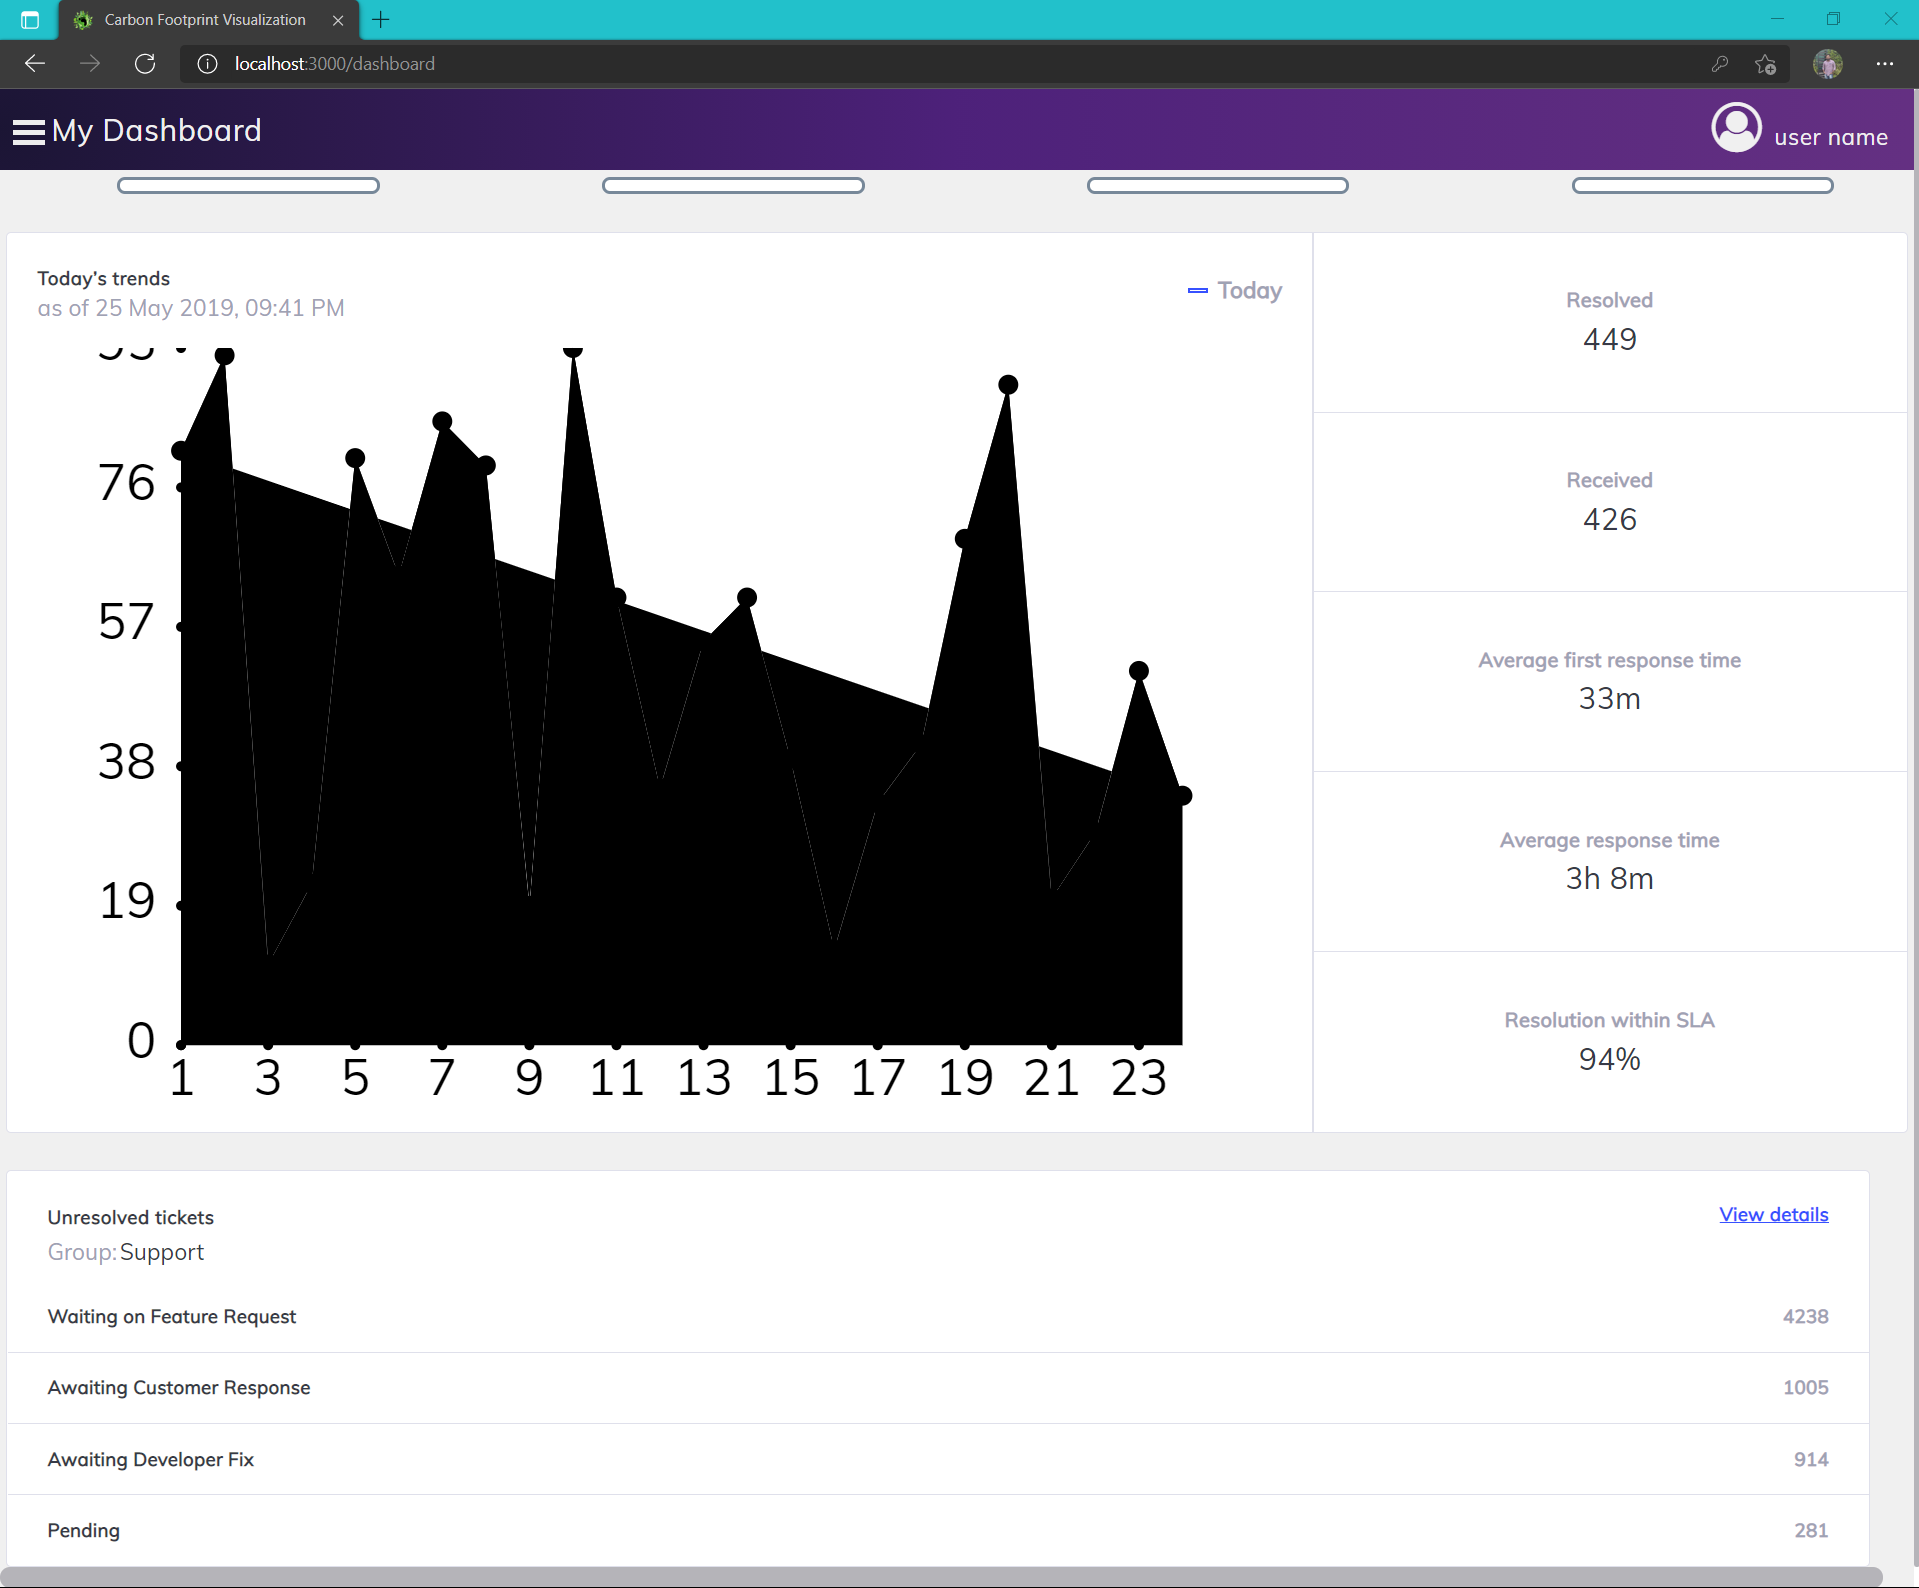 Carbon Footprint Visualization
localhost:3000/dashboard
My Dashboard
user name
Today's trends
as of 25 May 2019, 09:41 PM
Today
76
57
38
19
0
1 3 5 7 9 11 13 15 17 19 21 23
Resolved
449
Received
426
Average first response time
33m
Average response time
3h 8m
Resolution within SLA
94%
Unresolved tickets
View details
Group: Support
Waiting on Feature Request 4238
Awaiting Customer Response 1005
Awaiting Developer Fix 914
Pending 281